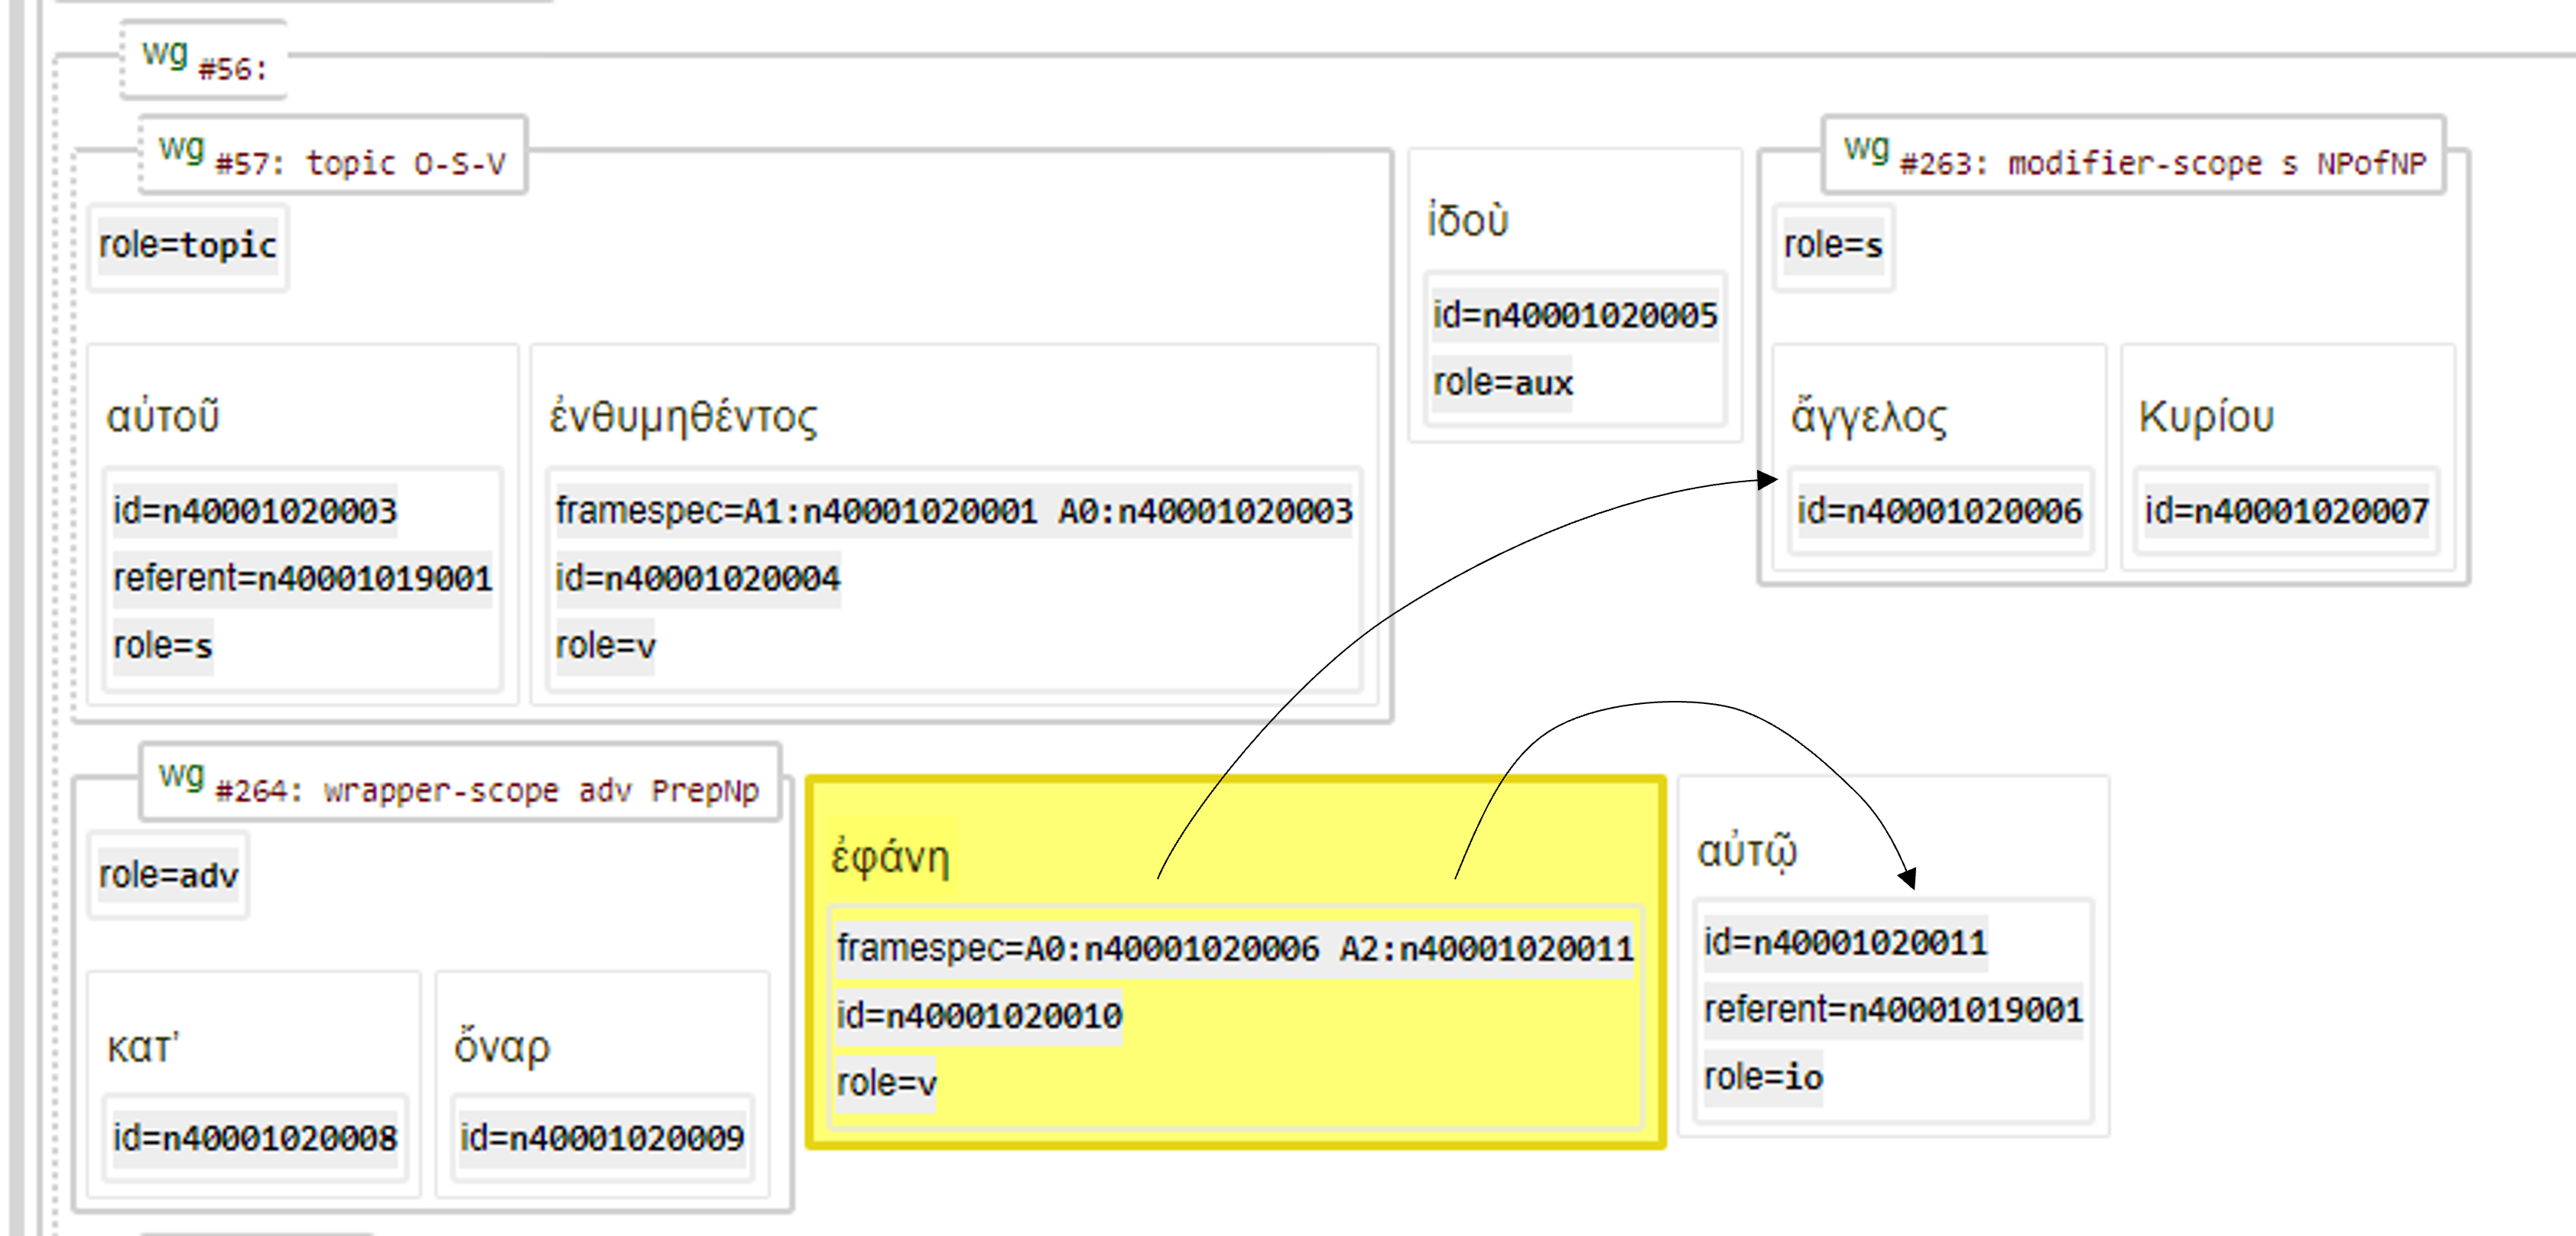 wg #56:
wg #57: topic O-S-V
role=topic
αὐτοῦ
id=n40001020003
referent=n40001019001
role=s
ἐνθυμηθέντος
framespec=A1:n40001020001 A0:n40001020003
id=n40001020004
role=v
ἰδοὺ
id=n40001020005
role=aux
wg #263: modifier-scope s NPofNP
role=s
ἄγγελος
id=n40001020006
Κυρίου
id=n40001020007
wg #264: wrapper-scope adv PrepNp
role=adv
κατ’
id=n40001020008
ὄναρ
id=n40001020009
ἐφάνη
framespec=A0:n40001020006 A2:n40001020011
id=n40001020010
role=v
αὐτῷ
id=n40001020011
referent=n40001019001
role=io